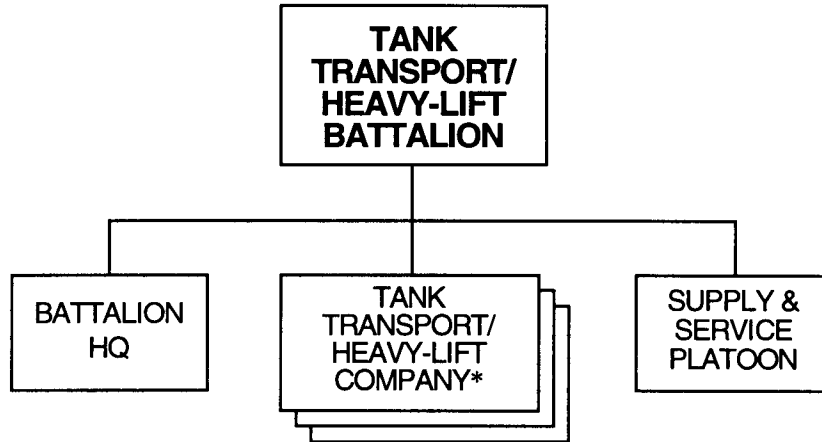 TANK
TRANSPORT/
HEAVY-LIFT
BATTALION
BATTALION
HQ
TANK
TRANSPORT/
HEAVY-LIFT
COMPANY*
SUPPLY &
SERVICE
PLATOON